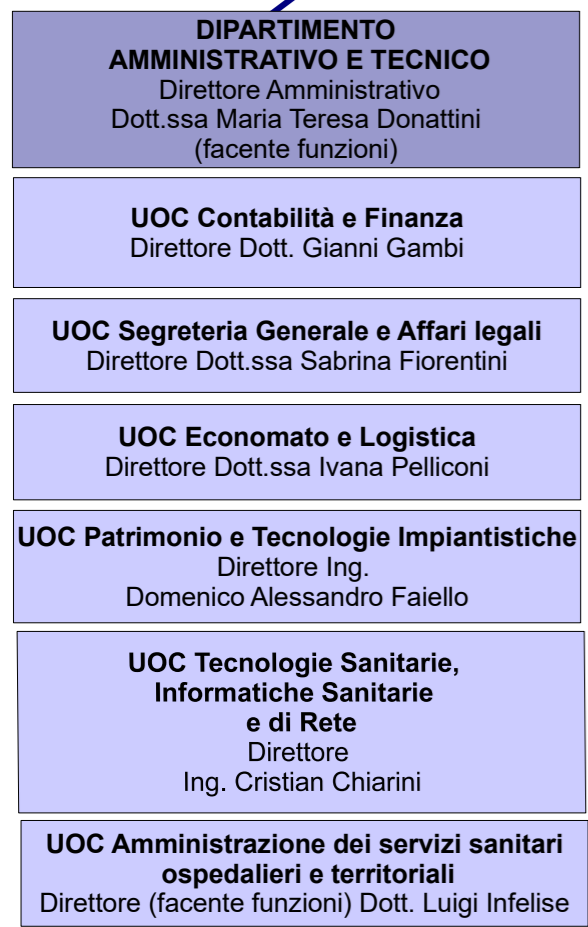 DIPARTIMENTO
AMMINISTRATIVO E TECNICO
Direttore Amministrativo
Dott.ssa Maria Teresa Donattini
(facente funzioni)
UOC Contabilità e Finanza
Direttore Dott. Gianni Gambi
UOC Segreteria Generale e Affari legali
Direttore Dott.ssa Sabrina Fiorentini
UOC Economato e Logistica
Direttore Dott.ssa Ivana Pelliconi
UOC Patrimonio e Tecnologie Impiantistiche
Direttore Ing.
Domenico Alessandro Faiello
UOC Tecnologie Sanitarie,
Informatiche Sanitarie
e di Rete
Direttore
Ing. Cristian Chiarini
UOC Amministrazione dei servizi sanitari
ospedalieri e territoriali
Direttore (facente funzioni) Dott. Luigi Infelise